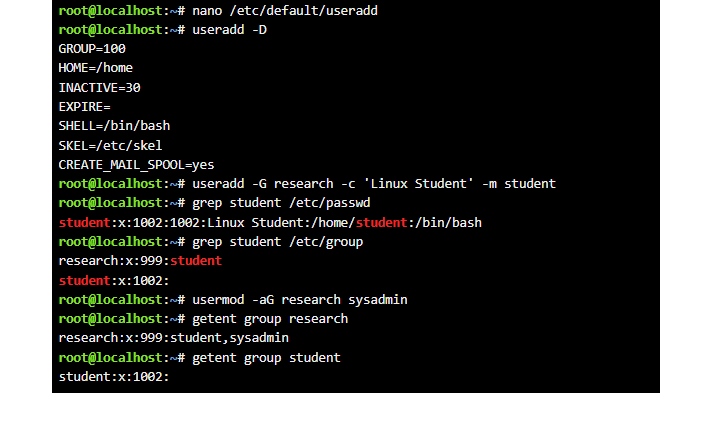 root@localhost:~# nano /etc/default/useradd
root@localhost:~# useradd -D
GROUP=100
HOME=/home
INACTIVE=30
EXPIRE=
SHELL=/bin/bash
SKEL=/etc/skel
CREATE_MAIL_SPOOL=yes
root@localhost:~# useradd -G research -c 'Linux Student' -m student
root@localhost:~# grep student /etc/passwd
student:x:1002:1002:Linux Student:/home/student:/bin/bash
root@localhost:~# grep student /etc/group
research:x:999:student
student:x:1002:
root@localhost:~# usermod -aG research sysadmin
root@localhost:~# getent group research
research:x:999:student,sysadmin
root@localhost:~# getent group student
student:x:1002: